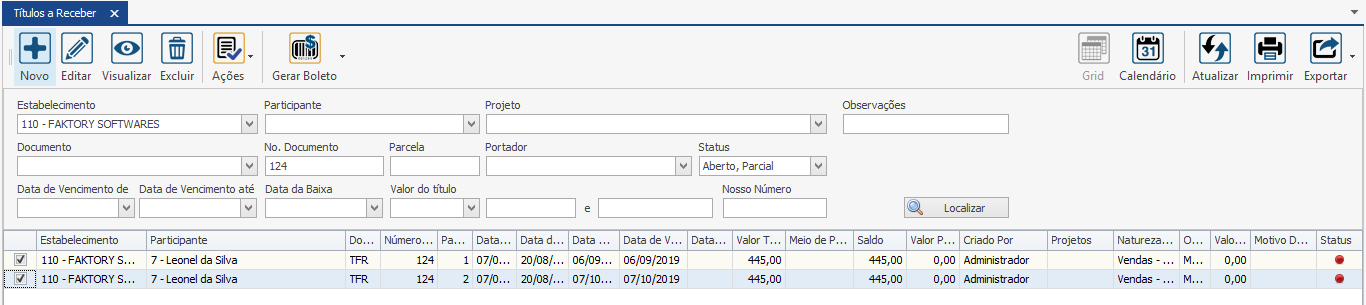 Títulos a Receber
Novo Editar Visualizar Excluir Ações Gerar Boleto Grid 31 Calendário Atualizar Imprimir Exportar
Estabelecimento Participante Projeto Observações
110 - FAKTORY SOFTWARES
Documento No. Documento Parcela Portador Status
124 Aberto, Parcial
Data de Vencimento de Data de Vencimento até Data da Baixa Valor do título Nosso Número
e Localizar
Estabelecimento Participante Do... Número... Pa... Data... Data d... Data ... Data de V... Data... Valor T... Meio de P... Saldo Valor P... Criado Por Projetos Natureza... O... Valo... Motivo D... Status
110 - FAKTORY S... 7 - Leonel da Silva TFR 124 1 07/0... 20/08/... 06/09... 06/09/2019 445,00 445,00 0,00 Administrador Vendas - ... M... 0,00
110 - FAKTORY S... 7 - Leonel da Silva TFR 124 2 07/0... 20/08/... 07/10... 07/10/2019 445,00 445,00 0,00 Administrador Vendas - ... M... 0,00